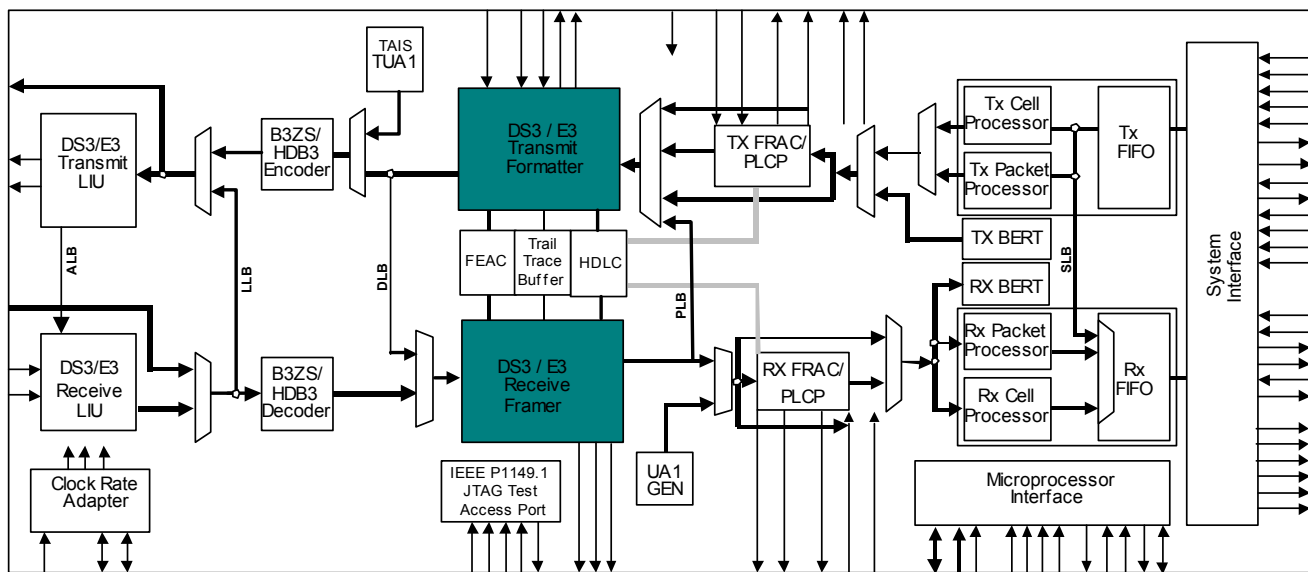 TAIS
TUA1
DS3/E3
Transmit
LIU
B3ZS/
HDB3
Encoder
DS3 / E3
Transmit
Formatter
TX FRAC/
PLCP
Tx Cell
Processor
Tx Packet
Processor
Tx
FIFO
TX BERT
RX BERT
System
Interface
ALB
LLB
DLB
PLB
SLB
FEAC
Trail
Trace
Buffer
HDLC
DS3/E3
Receive
LIU
B3ZS/
HDB3
Decoder
DS3 / E3
Receive
Framer
RX FRAC/
PLCP
Rx Packet
Processor
Rx Cell
Processor
Rx
FIFO
UA1
GEN
Clock Rate
Adapter
IEEE P1149.1
JTAG Test
Access Port
Microprocessor
Interface